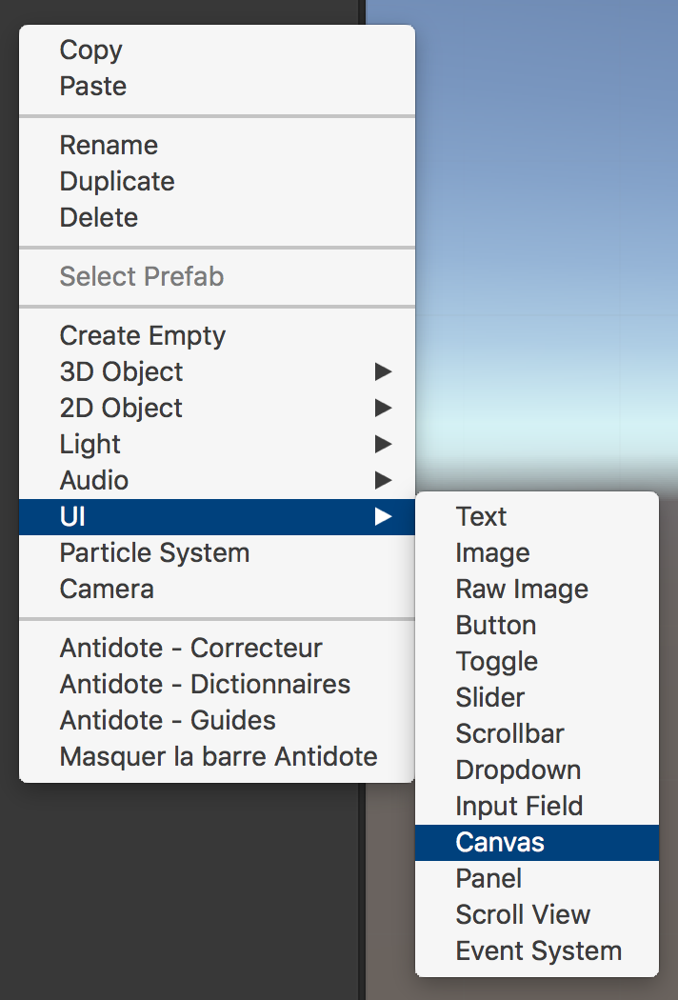 Copy
Paste
Rename
Duplicate
Delete
Select Prefab
Create Empty
3D Object
2D Object
Light
Audio
UI
Particle System
Camera
Antidote - Correcteur
Antidote - Dictionnaires
Antidote - Guides
Masquer la barre Antidote
Text
Image
Raw Image
Button
Toggle
Slider
Scrollbar
Dropdown
Input Field
Canvas
Panel
Scroll View
Event System